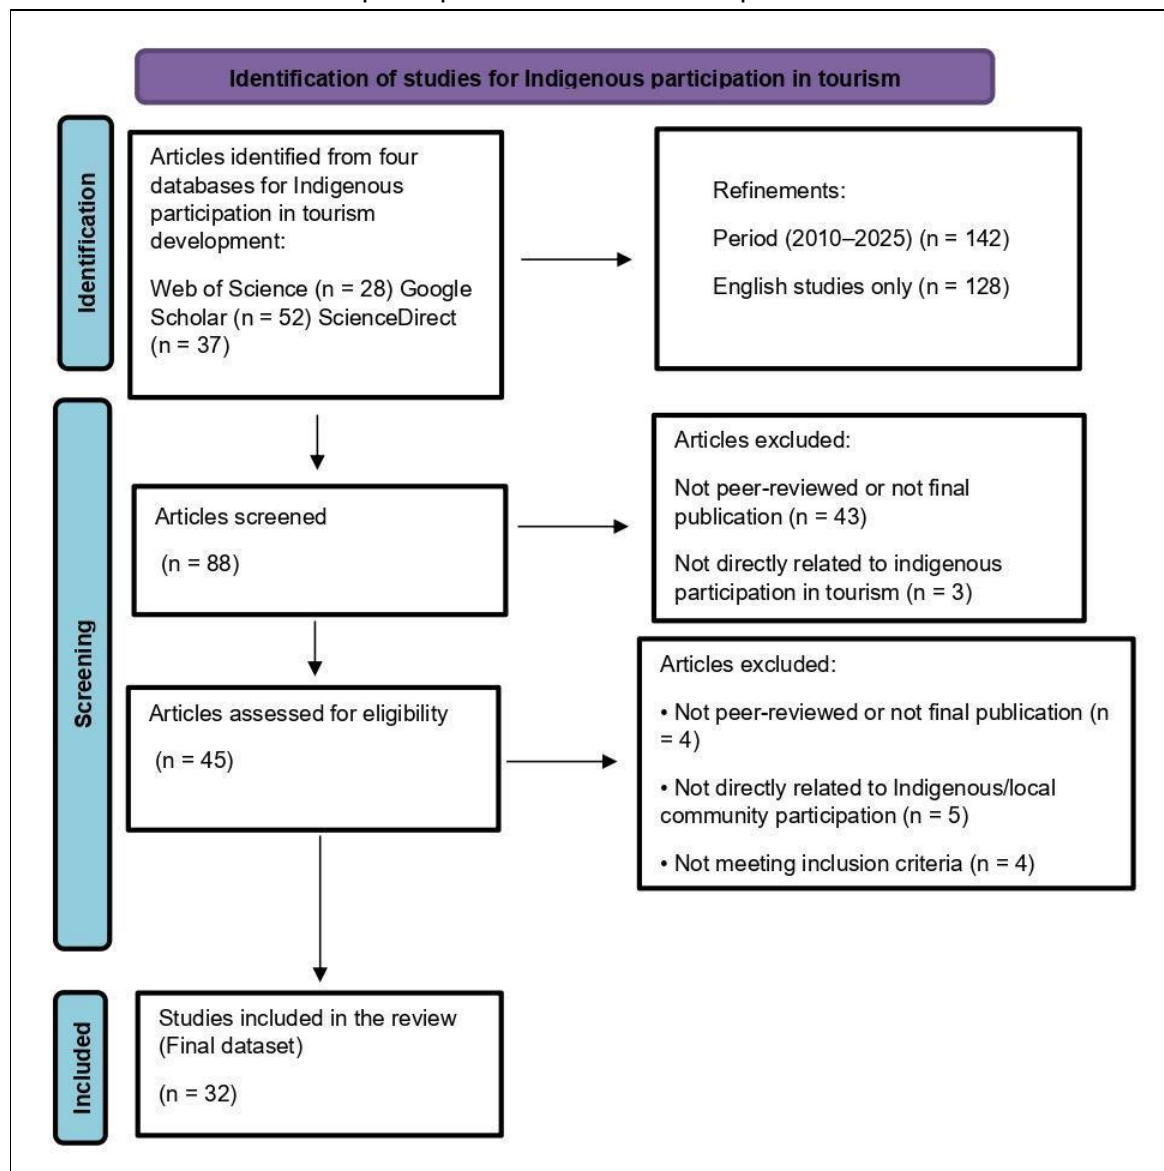 Identification of studies for Indigenous participation in tourism
Identification
Articles identified from four
databases for Indigenous
participation in tourism
development:
Web of Science (n = 28) Google
Scholar (n = 52) ScienceDirect
(n = 37)
Refinements:
Period (2010–2025) (n = 142)
English studies only (n = 128)
Screening
Articles screened
(n = 88)
Articles excluded:
Not peer-reviewed or not final
publication (n = 43)
Not directly related to indigenous
participation in tourism (n = 3)
Articles assessed for eligibility
(n = 45)
Articles excluded:
• Not peer-reviewed or not final publication (n
= 4)
• Not directly related to Indigenous/local
community participation (n = 5)
• Not meeting inclusion criteria (n = 4)
Included
Studies included in the review
(Final dataset)
(n = 32)